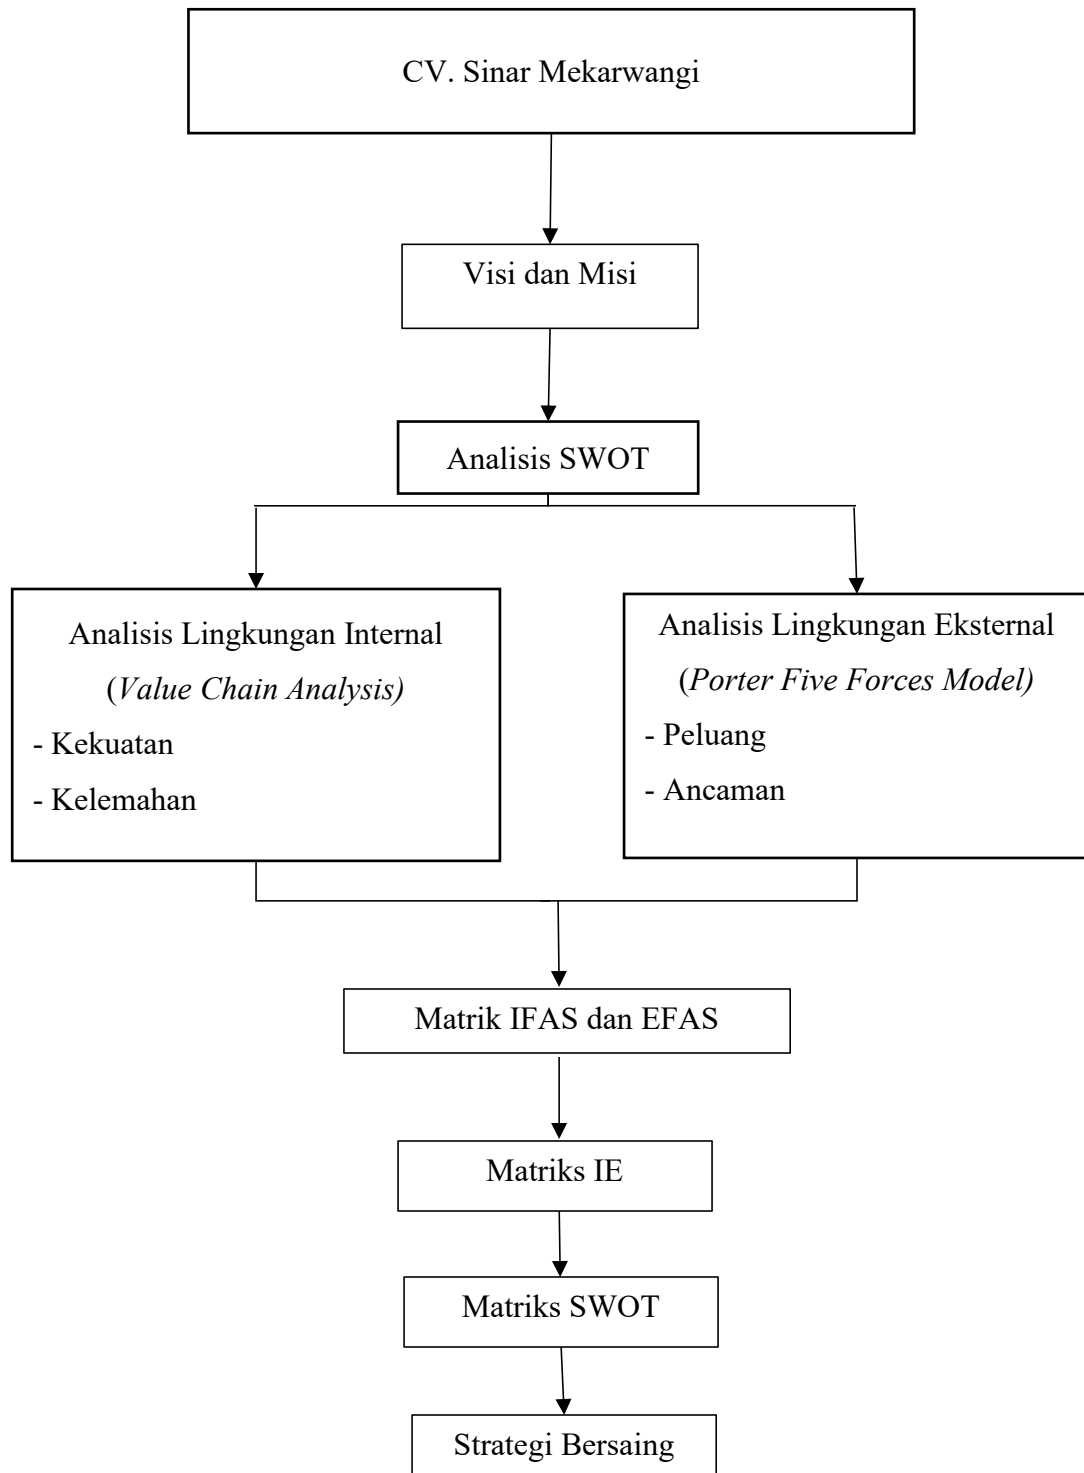 CV. Sinar Mekarwangi
Visi dan Misi
Analisis SWOT
Analisis Lingkungan Internal
(Value Chain Analysis)
- Kekuatan
- Kelemahan
Analisis Lingkungan Eksternal
(Porter Five Forces Model)
- Peluang
- Ancaman
Matrik IFAS dan EFAS
Matriks IE
Matriks SWOT
Strategi Bersaing